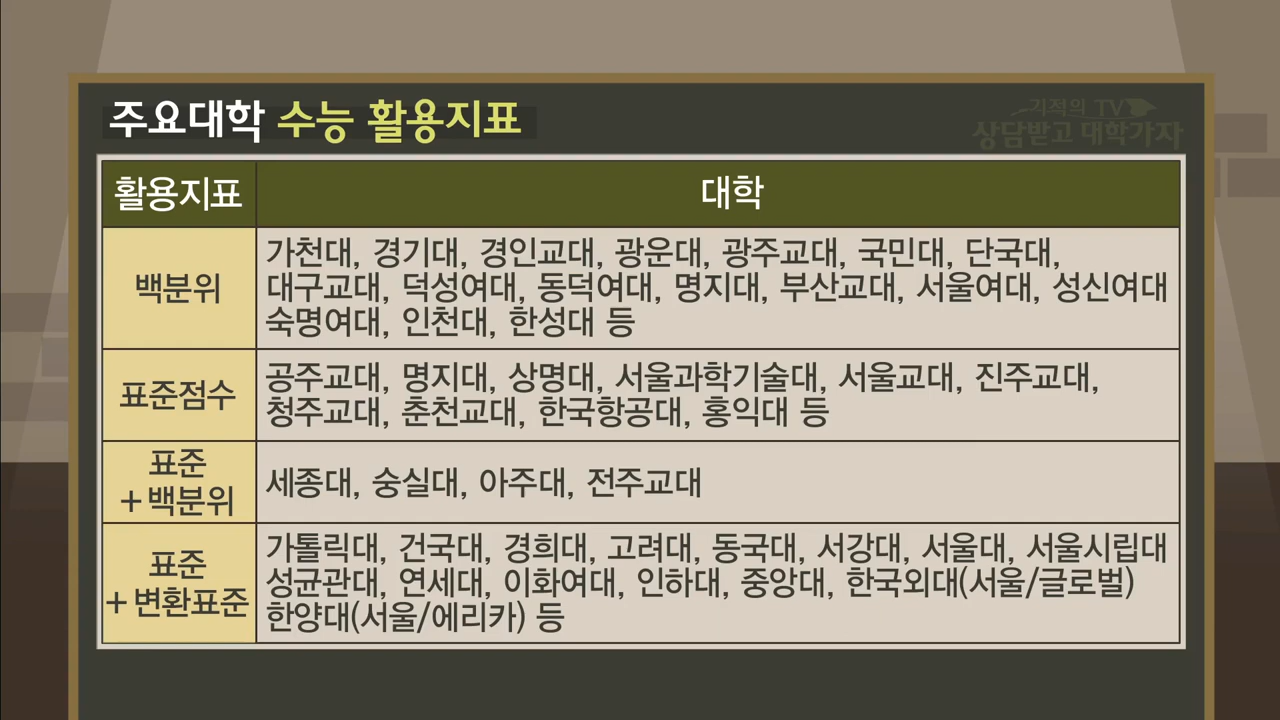 주요대학 수능 활용지표
기적의 TV
상담받고 대학가자
활용지표 대학
백분위
가천대, 경기대, 경인교대, 광운대, 광주교대, 국민대, 단국대,
대구교대, 덕성여대, 동덕여대, 명지대, 부산교대, 서울여대, 성신여대
숙명여대, 인천대, 한성대 등
표준점수
공주교대, 명지대, 상명대, 서울과학기술대, 서울교대, 진주교대,
청주교대, 춘천교대, 한국항공대, 홍익대 등
표준
+ 백분위
세종대, 숭실대, 아주대, 전주교대
표준
+ 변환표준
가톨릭대, 건국대, 경희대, 고려대, 동국대, 서강대, 서울대, 서울시립대
성균관대, 연세대, 이화여대, 인하대, 중앙대, 한국외대(서울/글로벌)
한양대(서울/에리카) 등